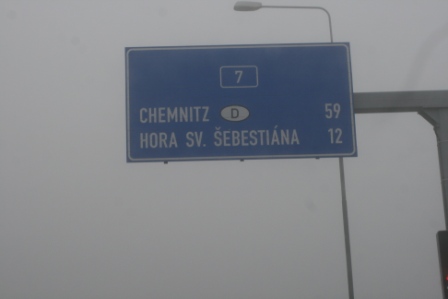 7
CHEMNITZ D 59
HORA SV. ŠEBESTIÁNA 12